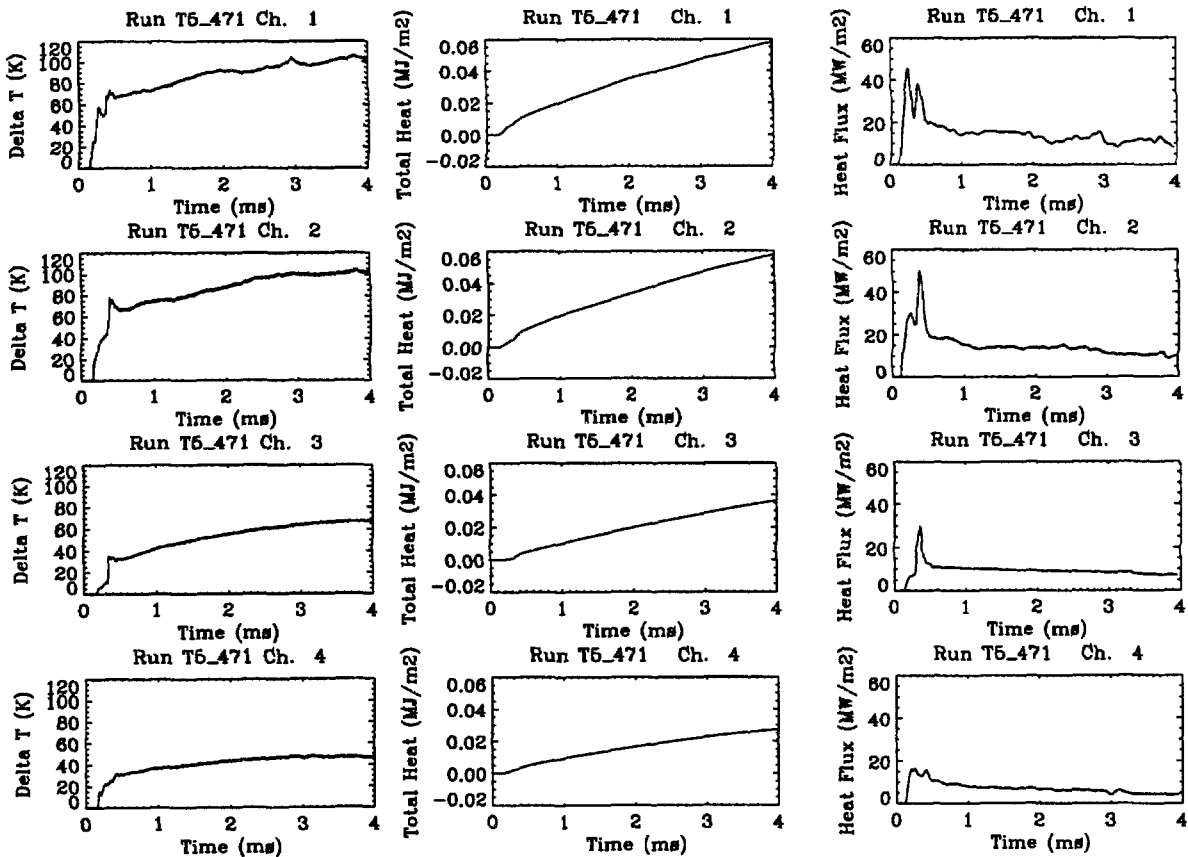 Run T5_471 Ch. 1
Run T5_471 Ch. 1
Run T5_471 Ch. 1
Delta T (K)
120
100
80
60
40
20
0
0 1 2 3 4
Time (ms)
Total Heat (MJ/m2)
0.06
0.04
0.02
0.00
-0.02
0 1 2 3 4
Time (ms)
Heat Flux (MW/m2)
60
40
20
0
0 1 2 3 4
Time (ms)
Run T5_471 Ch. 2
Run T5_471 Ch. 2
Run T5_471 Ch. 2
Delta T (K)
120
100
80
60
40
20
0
0 1 2 3 4
Time (ms)
Total Heat (MJ/m2)
0.06
0.04
0.02
0.00
-0.02
0 1 2 3 4
Time (ms)
Heat Flux (MW/m2)
60
40
20
0
0 1 2 3 4
Time (ms)
Run T5_471 Ch. 3
Run T5_471 Ch. 3
Run T5_471 Ch. 3
Delta T (K)
120
100
80
60
40
20
0
0 1 2 3 4
Time (ms)
Total Heat (MJ/m2)
0.06
0.04
0.02
0.00
-0.02
0 1 2 3 4
Time (ms)
Heat Flux (MW/m2)
60
40
20
0
0 1 2 3 4
Time (ms)
Run T5_471 Ch. 4
Run T5_471 Ch. 4
Run T5_471 Ch. 4
Delta T (K)
120
100
80
60
40
20
0
0 1 2 3 4
Time (ms)
Total Heat (MJ/m2)
0.06
0.04
0.02
0.00
-0.02
0 1 2 3 4
Time (ms)
Heat Flux (MW/m2)
60
40
20
0
0 1 2 3 4
Time (ms)